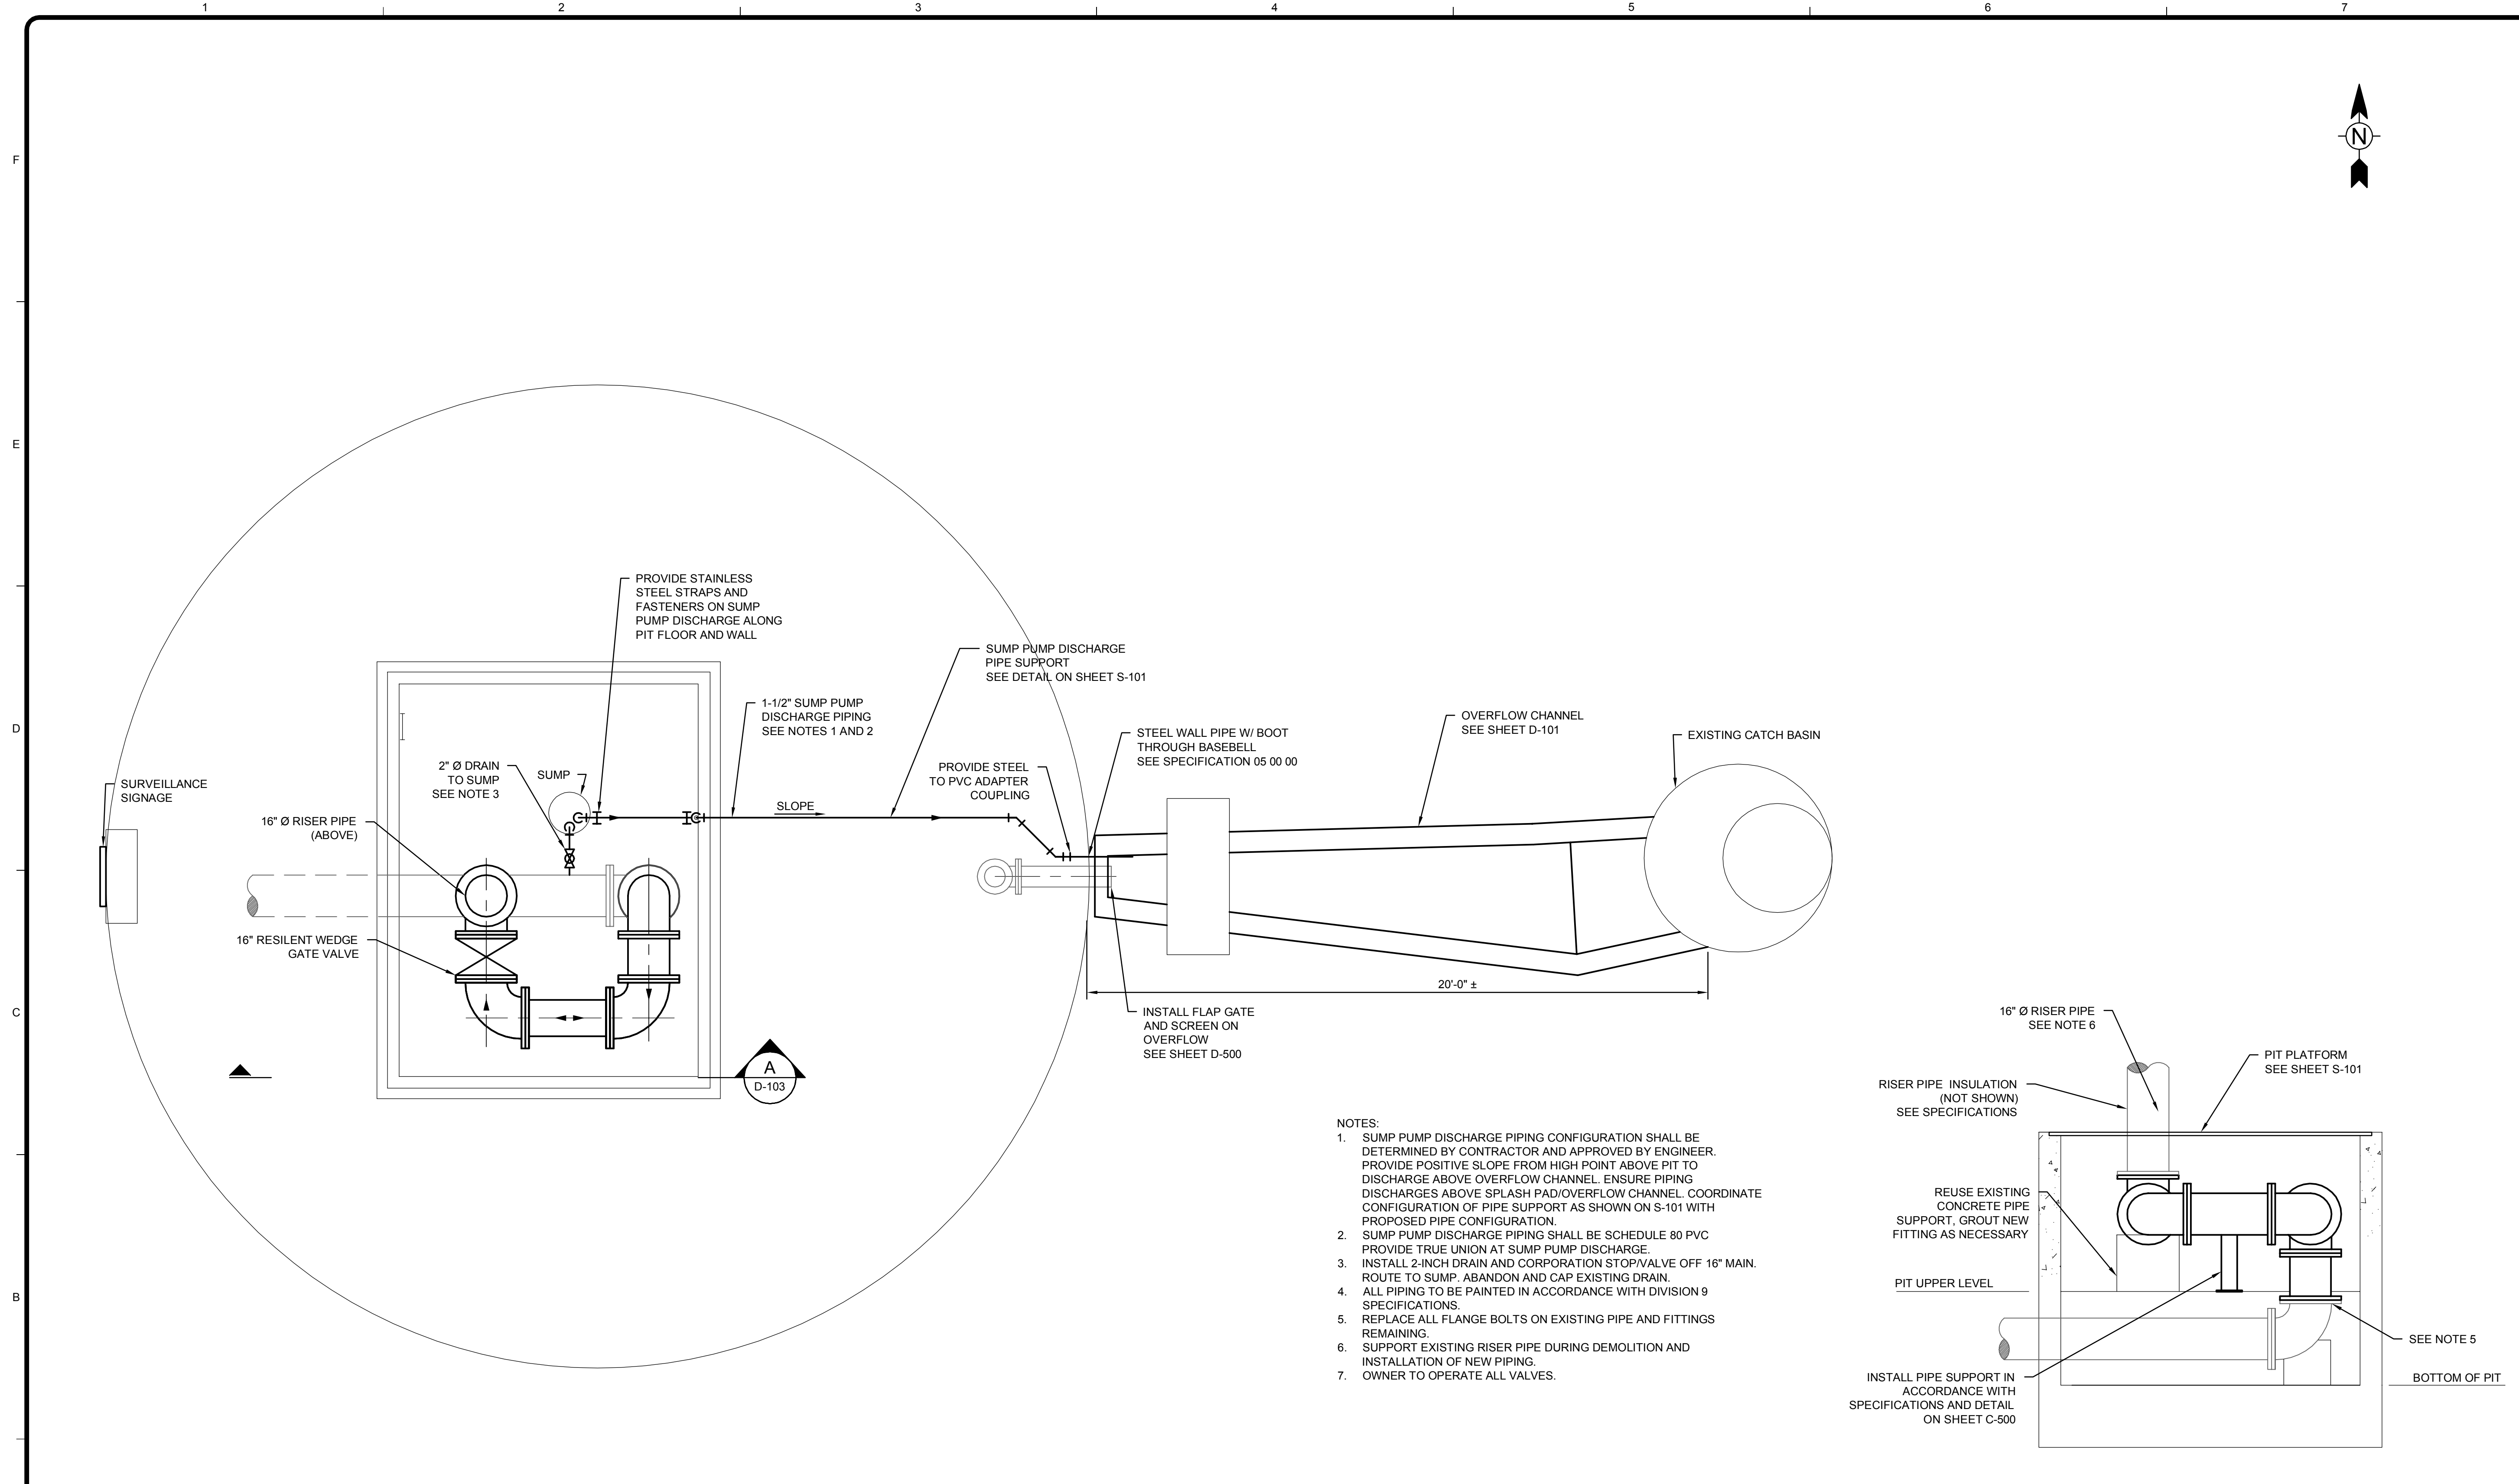 1
2
3
4
5
6
7
F
E
D
C
B
N
PROVIDE STAINLESS
STEEL STRAPS AND
FASTENERS ON SUMP
PUMP DISCHARGE ALONG
PIT FLOOR AND WALL
SUMP PUMP DISCHARGE
PIPE SUPPORT
SEE DETAIL ON SHEET S-101
1-1/2" SUMP PUMP
DISCHARGE PIPING
SEE NOTES 1 AND 2
STEEL WALL PIPE W/ BOOT
THROUGH BASEBELL
SEE SPECIFICATION 05 00 00
OVERFLOW CHANNEL
SEE SHEET D-101
EXISTING CATCH BASIN
2" Ø DRAIN
TO SUMP
SEE NOTE 3
SUMP
PROVIDE STEEL
TO PVC ADAPTER
COUPLING
SURVEILLANCE
SIGNAGE
SLOPE
16" Ø RISER PIPE
(ABOVE)
16" RESILENT WEDGE
GATE VALVE
20'-0" ±
INSTALL FLAP GATE
AND SCREEN ON
OVERFLOW
SEE SHEET D-500
A
D-103
16" Ø RISER PIPE
SEE NOTE 6
PIT PLATFORM
SEE SHEET S-101
RISER PIPE INSULATION
(NOT SHOWN)
SEE SPECIFICATIONS
REUSE EXISTING
CONCRETE PIPE
SUPPORT, GROUT NEW
FITTING AS NECESSARY
PIT UPPER LEVEL
SEE NOTE 5
BOTTOM OF PIT
INSTALL PIPE SUPPORT IN
ACCORDANCE WITH
SPECIFICATIONS AND DETAIL
ON SHEET C-500
NOTES:
1. SUMP PUMP DISCHARGE PIPING CONFIGURATION SHALL BE
DETERMINED BY CONTRACTOR AND APPROVED BY ENGINEER.
PROVIDE POSITIVE SLOPE FROM HIGH POINT ABOVE PIT TO
DISCHARGE ABOVE OVERFLOW CHANNEL. ENSURE PIPING
DISCHARGES ABOVE SPLASH PAD/OVERFLOW CHANNEL. COORDINATE
CONFIGURATION OF PIPE SUPPORT AS SHOWN ON S-101 WITH
PROPOSED PIPE CONFIGURATION.
2. SUMP PUMP DISCHARGE PIPING SHALL BE SCHEDULE 80 PVC
PROVIDE TRUE UNION AT SUMP PUMP DISCHARGE.
3. INSTALL 2-INCH DRAIN AND CORPORATION STOP/VALVE OFF 16" MAIN.
ROUTE TO SUMP. ABANDON AND CAP EXISTING DRAIN.
4. ALL PIPING TO BE PAINTED IN ACCORDANCE WITH DIVISION 9
SPECIFICATIONS.
5. REPLACE ALL FLANGE BOLTS ON EXISTING PIPE AND FITTINGS
REMAINING.
6. SUPPORT EXISTING RISER PIPE DURING DEMOLITION AND
INSTALLATION OF NEW PIPING.
7. OWNER TO OPERATE ALL VALVES.